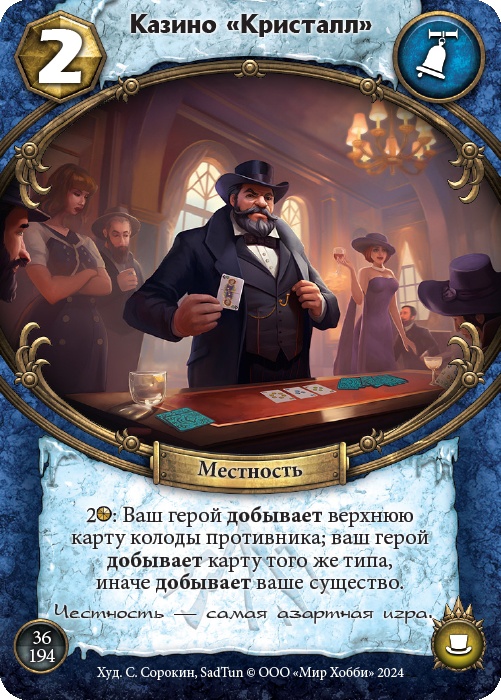 Казино «Кристалл»
2
Местность
2: Ваш герой добывает верхнюю
карту колоды противника; ваш герой
добывает карту того же типа,
иначе добывает ваше существо.
Честность — самая азартная игра.
36
194
Худ. С. Сорокин, SadTun © ООО «Мир Хобби» 2024